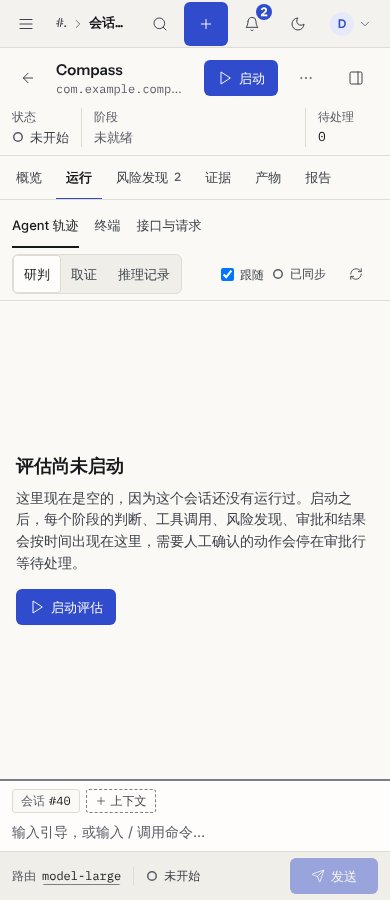 #.
会话…
2
D
Compass
com.example.comp…
启动
状态
未开始
阶段
未就绪
待处理
0
概览 运行 风险发现 2 证据 产物 报告
Agent 轨迹 终端 接口与请求
研判 取证 推理记录 跟随 已同步
评估尚未启动
这里现在是空的，因为这个会话还没有运行过。启动之
后，每个阶段的判断、工具调用、风险发现、审批和结果
会按时间出现在这里，需要人工确认的动作会停在审批行
等待处理。
启动评估
会话 #40 上下文
输入引导，或输入 / 调用命令…
路由 model-large 未开始 发送